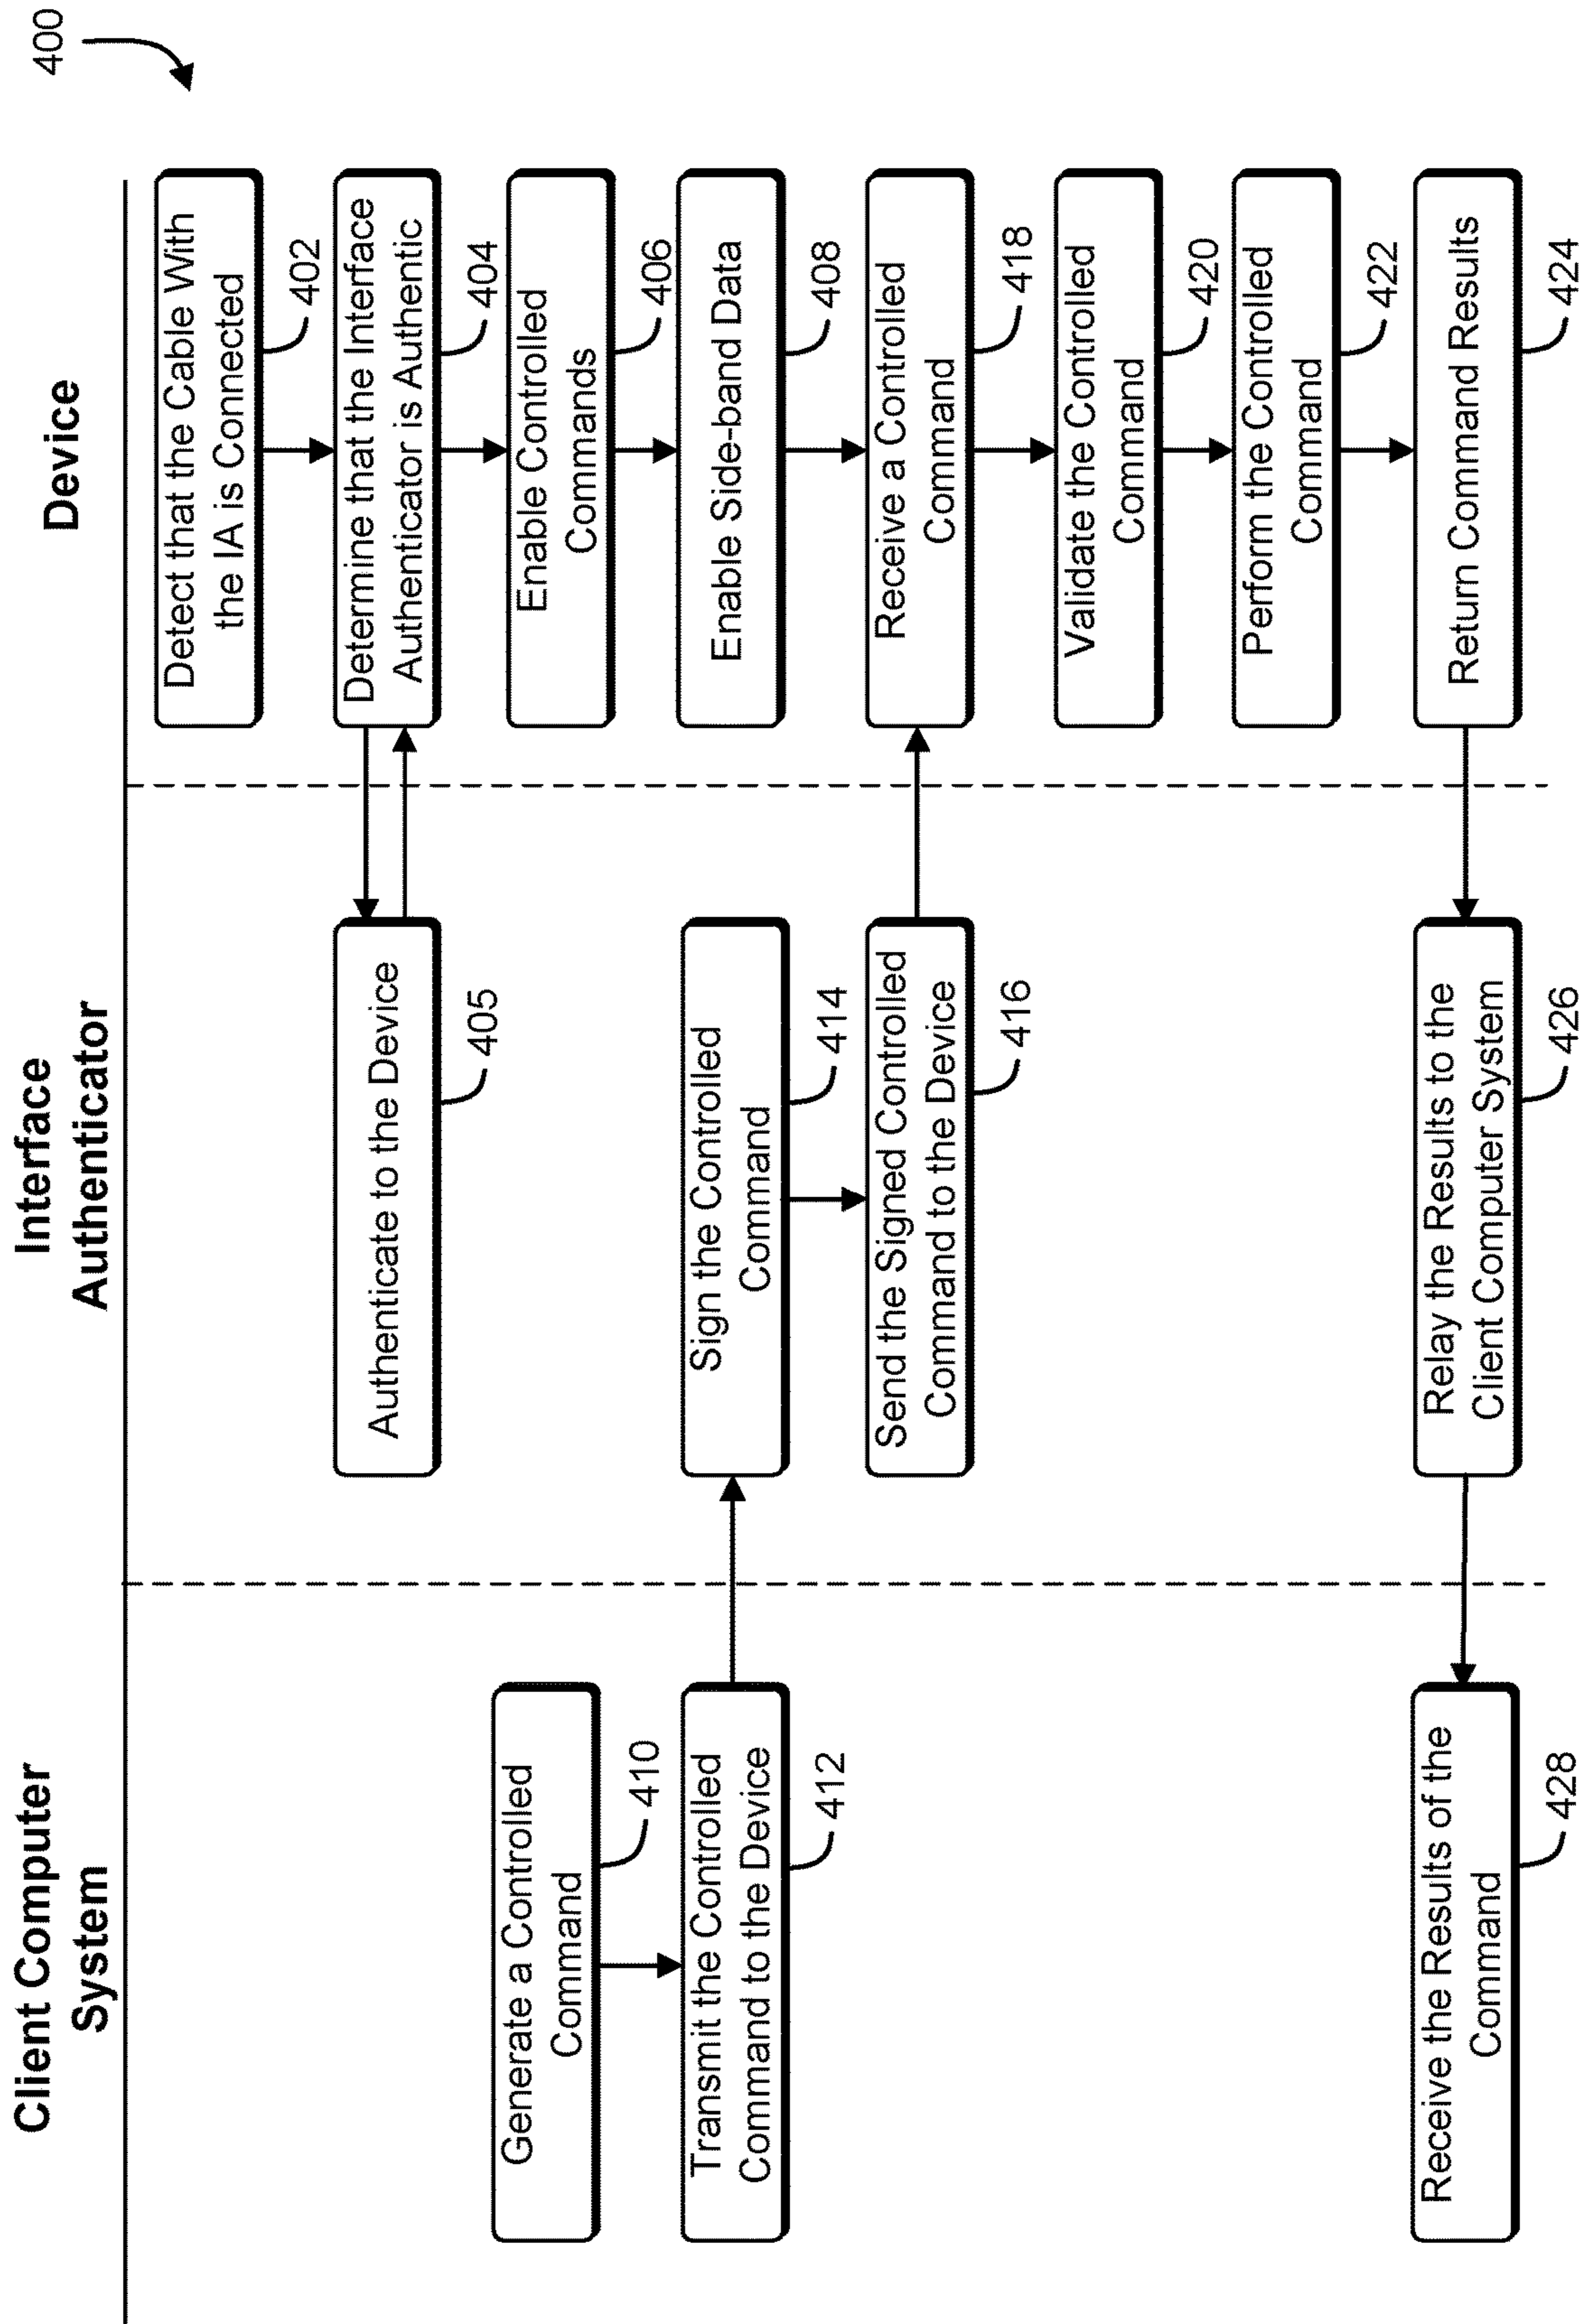 400
Client Computer
System
Interface
Authenticator
Device
Detect that the Cable With
the IA is Connected
402
Authenticate to the Device
405
Determine that the Interface
Authenticator is Authentic
404
Generate a Controlled
Command
410
Enable Controlled
Commands
406
Transmit the Controlled
Command to the Device
412
Sign the Controlled
Command
414
Enable Side-band Data
408
Send the Signed Controlled
Command to the Device
416
Receive a Controlled
Command
418
Validate the Controlled
Command
420
Perform the Controlled
Command
422
Receive the Results of the
Command
428
Relay the Results to the
Client Computer System
426
Return Command Results
424